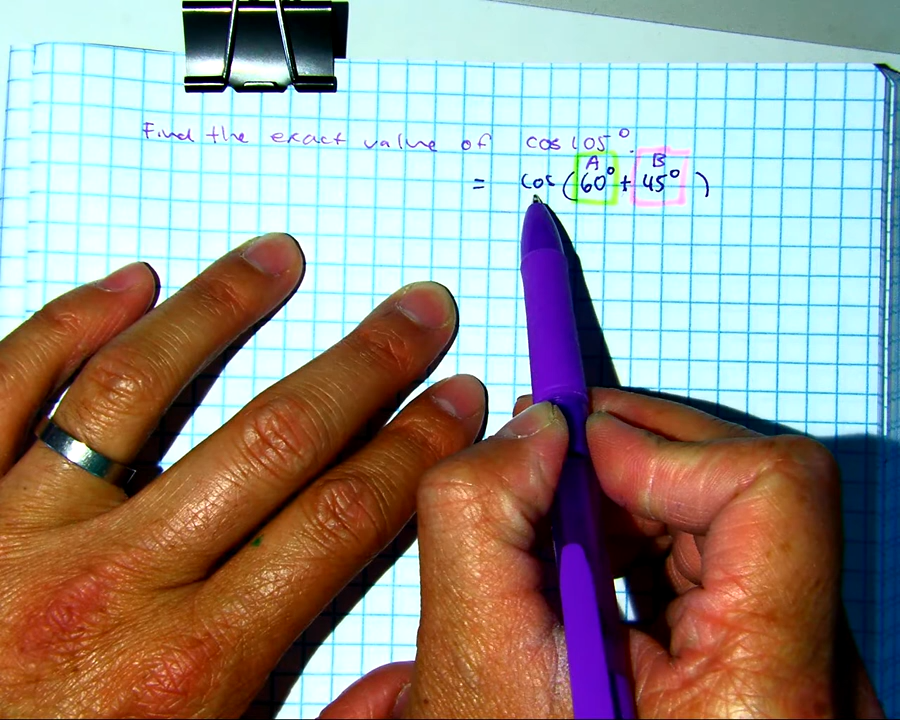 Find the exact value of cos 105°.
A B
= cos (60° + 45° )